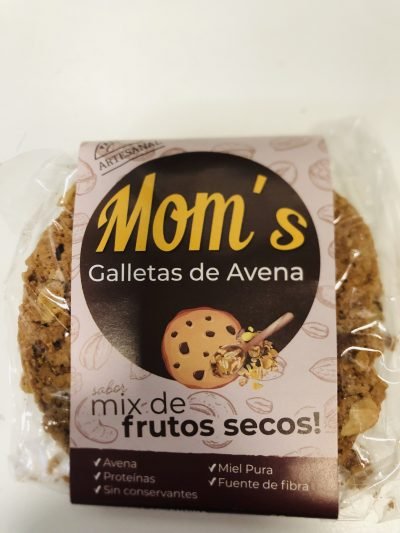 ARTESANAL
Mom's
Galletas de Avena
sabor
mix de
frutos secos!
✓ Avena
✓ Proteínas
✓ Sin conservantes
✓ Miel Pura
✓ Fuente de fibra